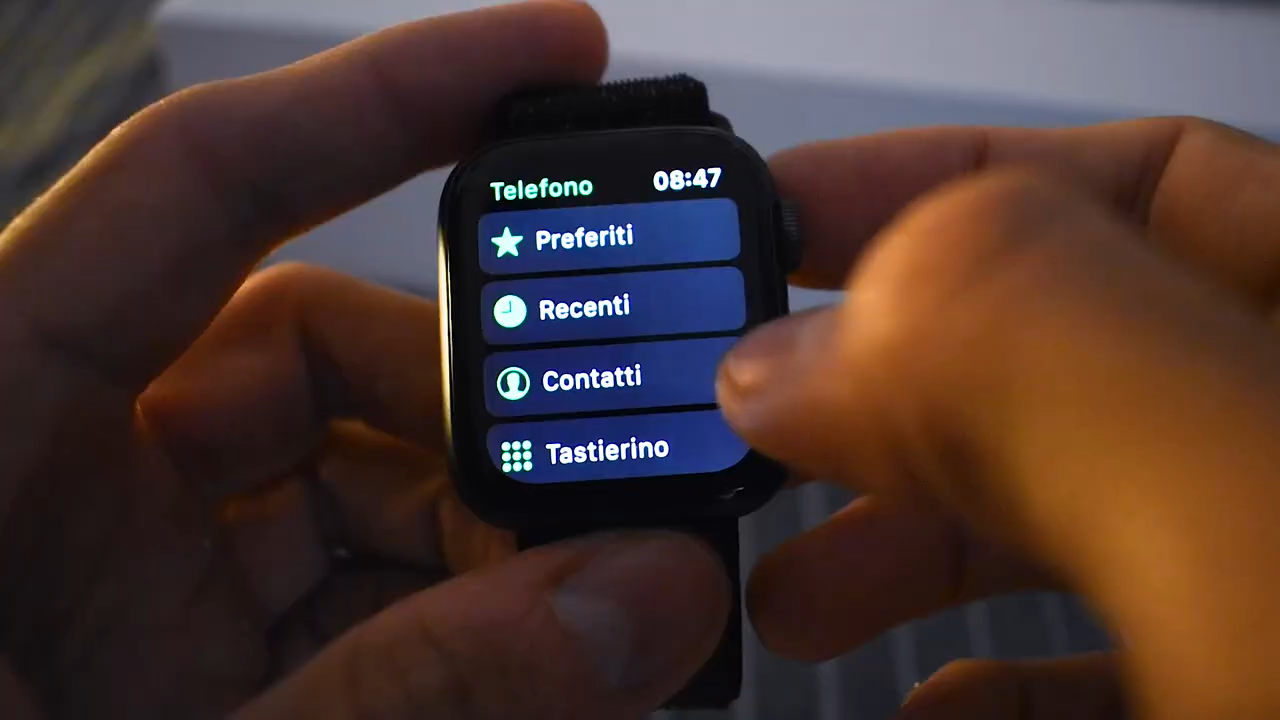 Telefono 08:47
Preferiti
Recenti
Contatti
Tastierino